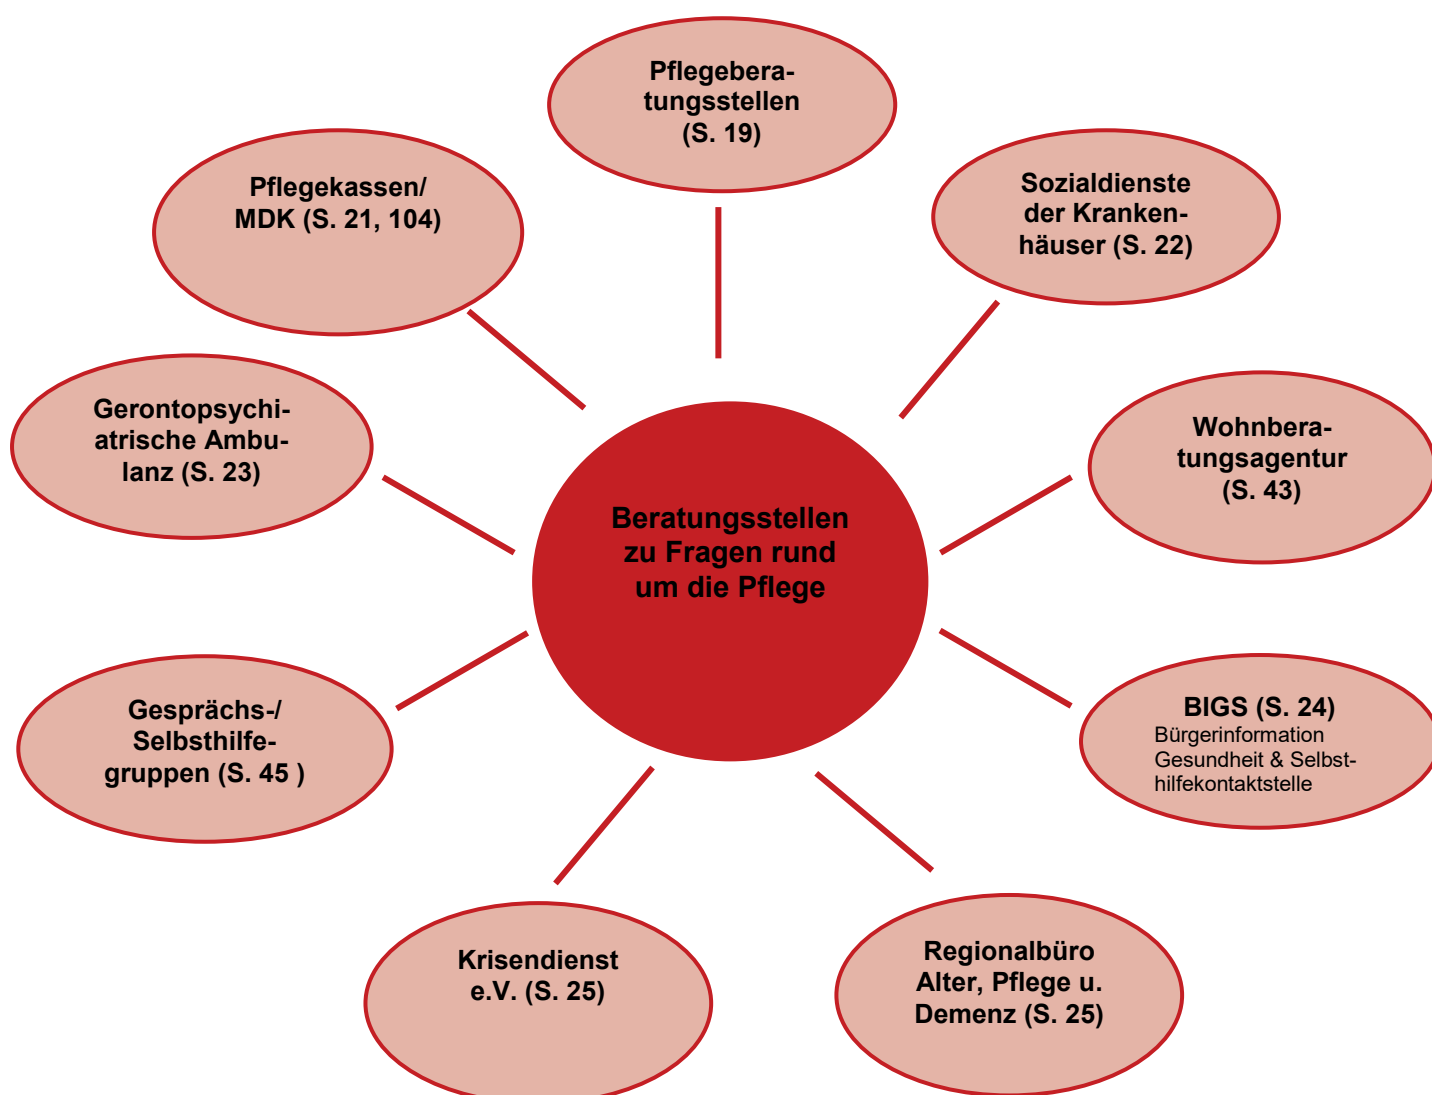 Pflegebera-
tungsstellen
(S. 19)
Pflegekassen/
MDK (S. 21, 104)
Sozialdienste
der Kranken-
häuser (S. 22)
Gerontopsychi-
atrische Ambu-
lanz (S. 23)
Wohnbera-
tungsagentur
(S. 43)
Beratungsstellen
zu Fragen rund
um die Pflege
Gesprächs-/
Selbsthilfe-
gruppen (S. 45 )
BIGS (S. 24)
Bürgerinformation
Gesundheit & Selbst-
hilfekontaktstelle
Krisendienst
e.V. (S. 25)
Regionalbüro
Alter, Pflege u.
Demenz (S. 25)